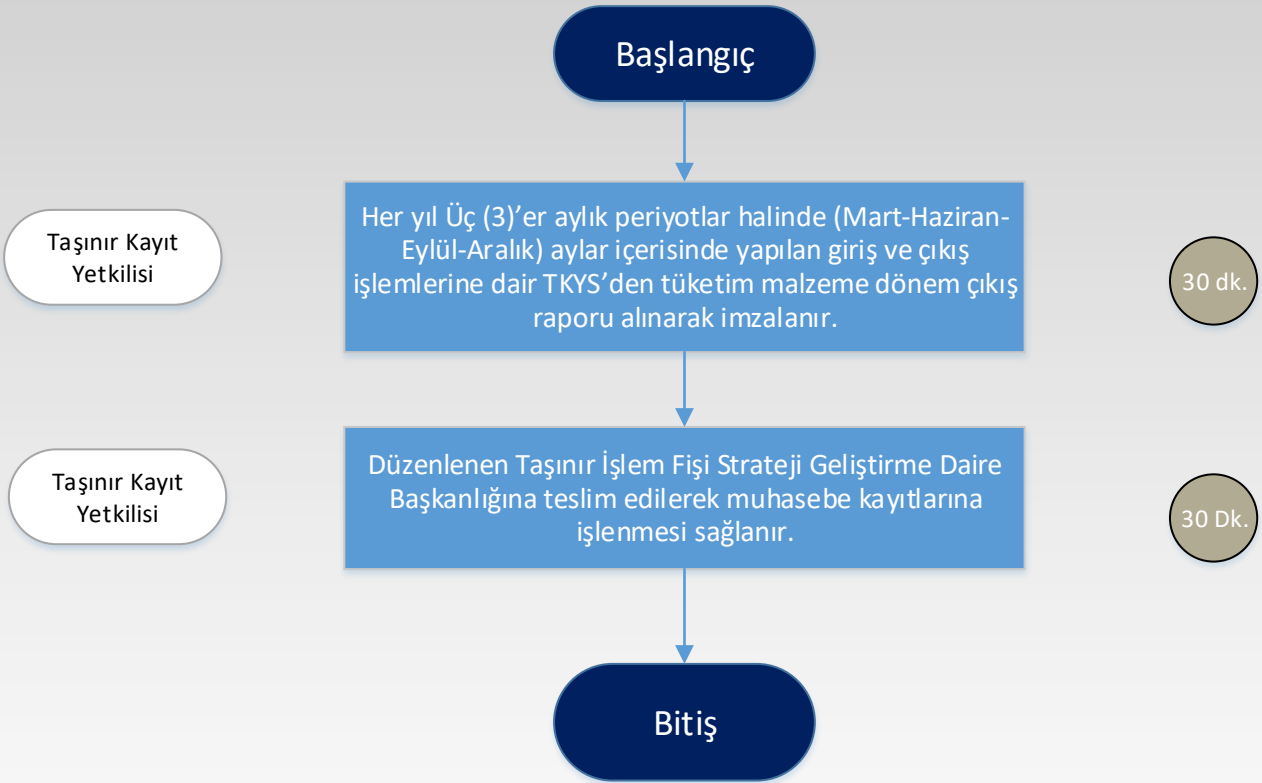 Başlangıç
Taşınır Kayıt
Yetkilisi
Her yıl Üç (3)’er aylık periyotlar halinde (Mart-Haziran-
Eylül-Aralık) aylar içerisinde yapılan giriş ve çıkış
işlemlerine dair TKYS’den tüketim malzeme dönem çıkış
raporu alınarak imzalanır.
30 dk.
Taşınır Kayıt
Yetkilisi
Düzenlenen Taşınır İşlem Fişi Strateji Geliştirme Daire
Başkanlığına teslim edilerek muhasebe kayıtlarına
işlenmesi sağlanır.
30 Dk.
Bitiş